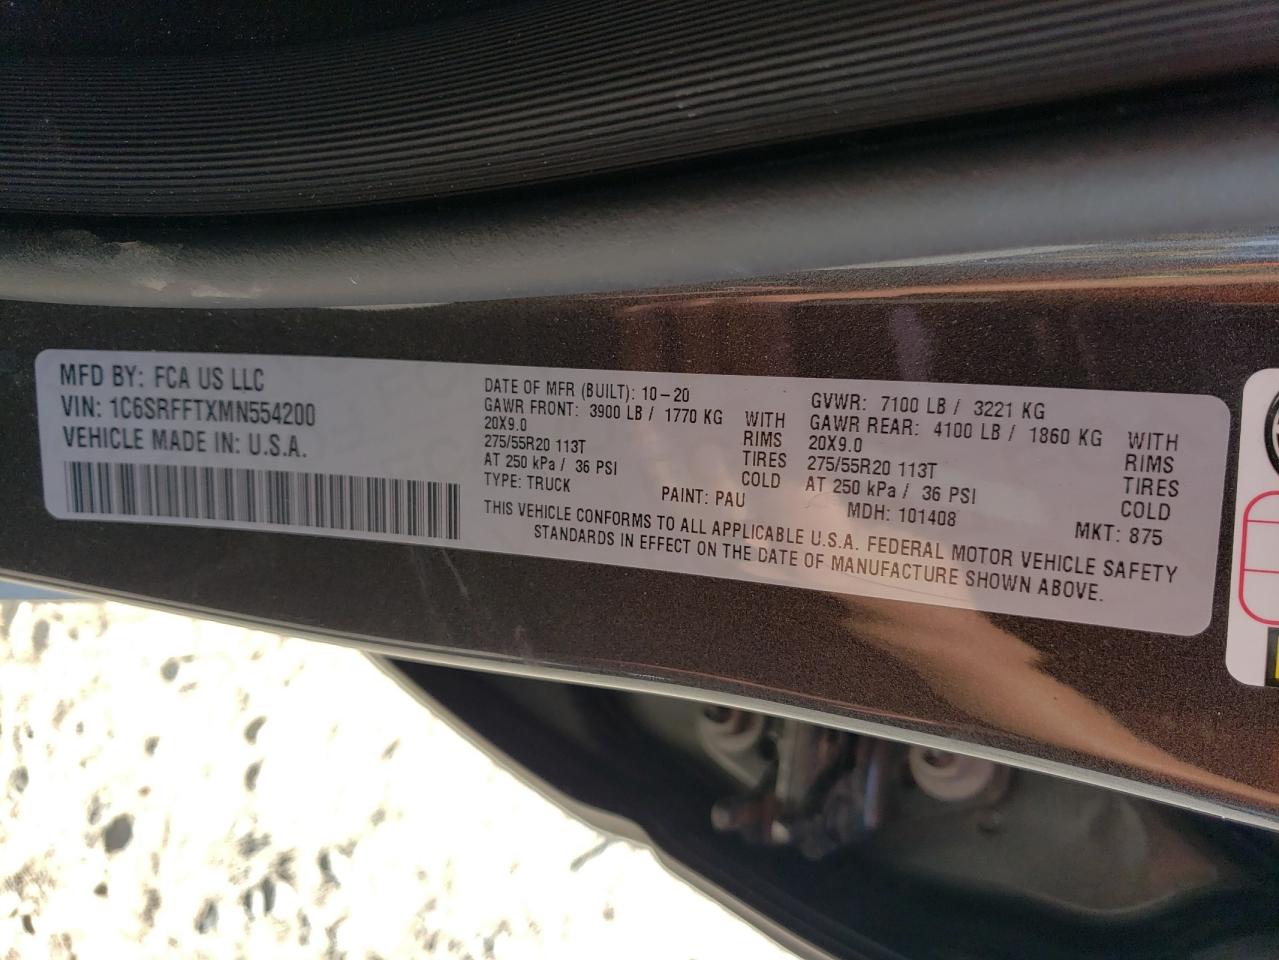 MFD BY: FCA US LLC
VIN: 1C6SRFFTXMN554200
VEHICLE MADE IN: U.S.A.
DATE OF MFR (BUILT): 10-20
GAWR FRONT: 3900 LB / 1770 KG WITH
20X9.0 RIMS
275/55R20 113T TIRES
AT 250 kPa / 36 PSI COLD
TYPE: TRUCK PAINT: PAU
GVWR: 7100 LB / 3221 KG
GAWR REAR: 4100 LB / 1860 KG WITH
20X9.0 RIMS
275/55R20 113T TIRES
AT 250 kPa / 36 PSI COLD
MDH: 101408 MKT: 875
THIS VEHICLE CONFORMS TO ALL APPLICABLE U.S.A. FEDERAL MOTOR VEHICLE SAFETY
STANDARDS IN EFFECT ON THE DATE OF MANUFACTURE SHOWN ABOVE.